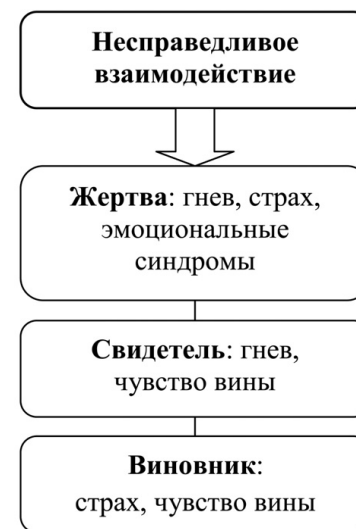 Несправедливое
взаимодействие
Жертва: гнев, страх,
эмоциональные
синдромы
Свидетель: гнев,
чувство вины
Виновник:
страх, чувство вины